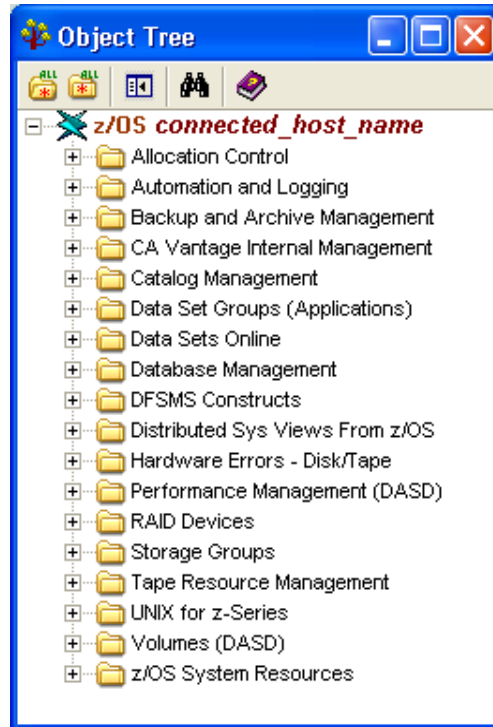 Object Tree
ALL ALL
z/OS connected_host_name
Allocation Control
Automation and Logging
Backup and Archive Management
CA Vantage Internal Management
Catalog Management
Data Set Groups (Applications)
Data Sets Online
Database Management
DFSMS Constructs
Distributed Sys Views From z/OS
Hardware Errors - Disk/Tape
Performance Management (DASD)
RAID Devices
Storage Groups
Tape Resource Management
UNIX for z-Series
Volumes (DASD)
z/OS System Resources